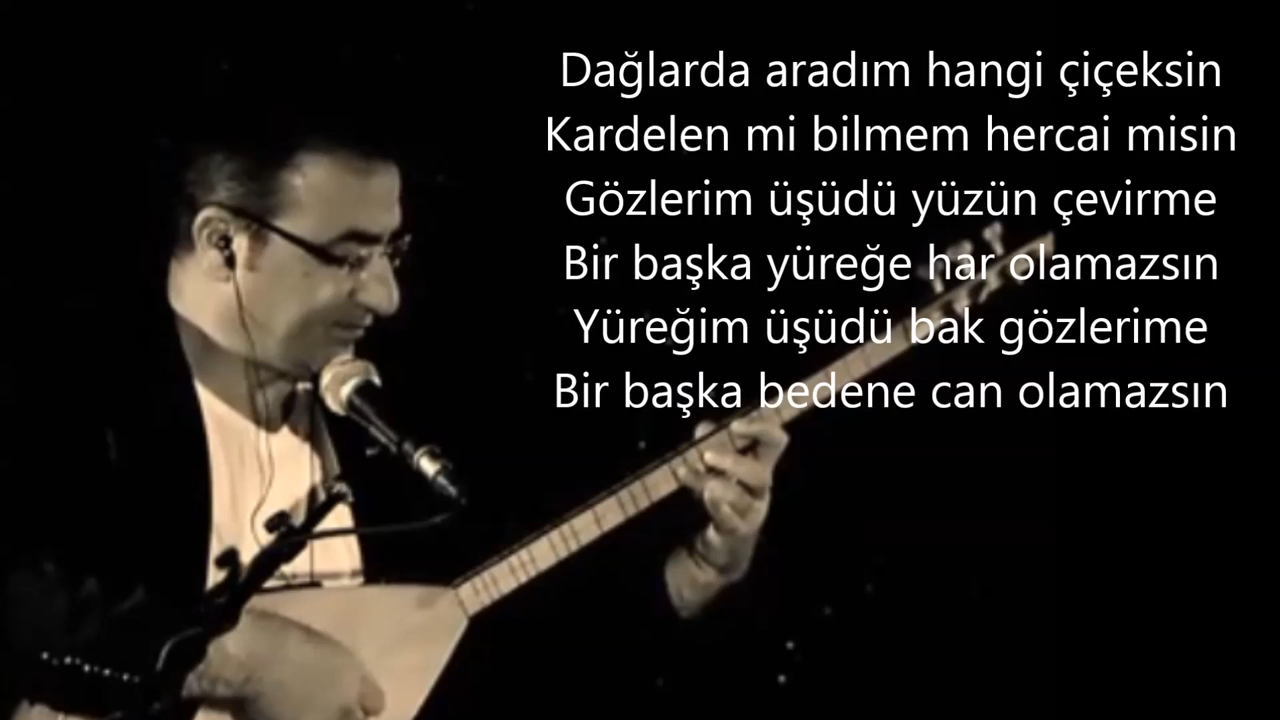 Dağlarda aradım hangi çiçeksin
Kardelen mi bilmem hercai misin
Gözlerim üşüdü yüzün çevirme
Bir başka yüreğe har olamazsın
Yüreğim üşüdü bak gözlerime
Bir başka bedene can olamazsın